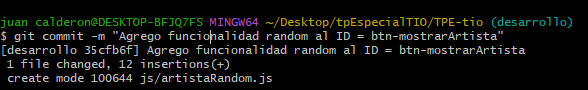 juan calderon@DESKTOP-BFJQ7FS MINGW64 ~/Desktop/tpEspecialTIO/TPE-tio (desarrollo)
$ git commit -m "Agrego funcionalidad random al ID = btn-mostrarArtista"
[desarrollo 35cfb6f] Agrego funcionalidad random al ID = btn-mostrarArtista
 1 file changed, 12 insertions(+)
 create mode 100644 js/artistaRandom.js